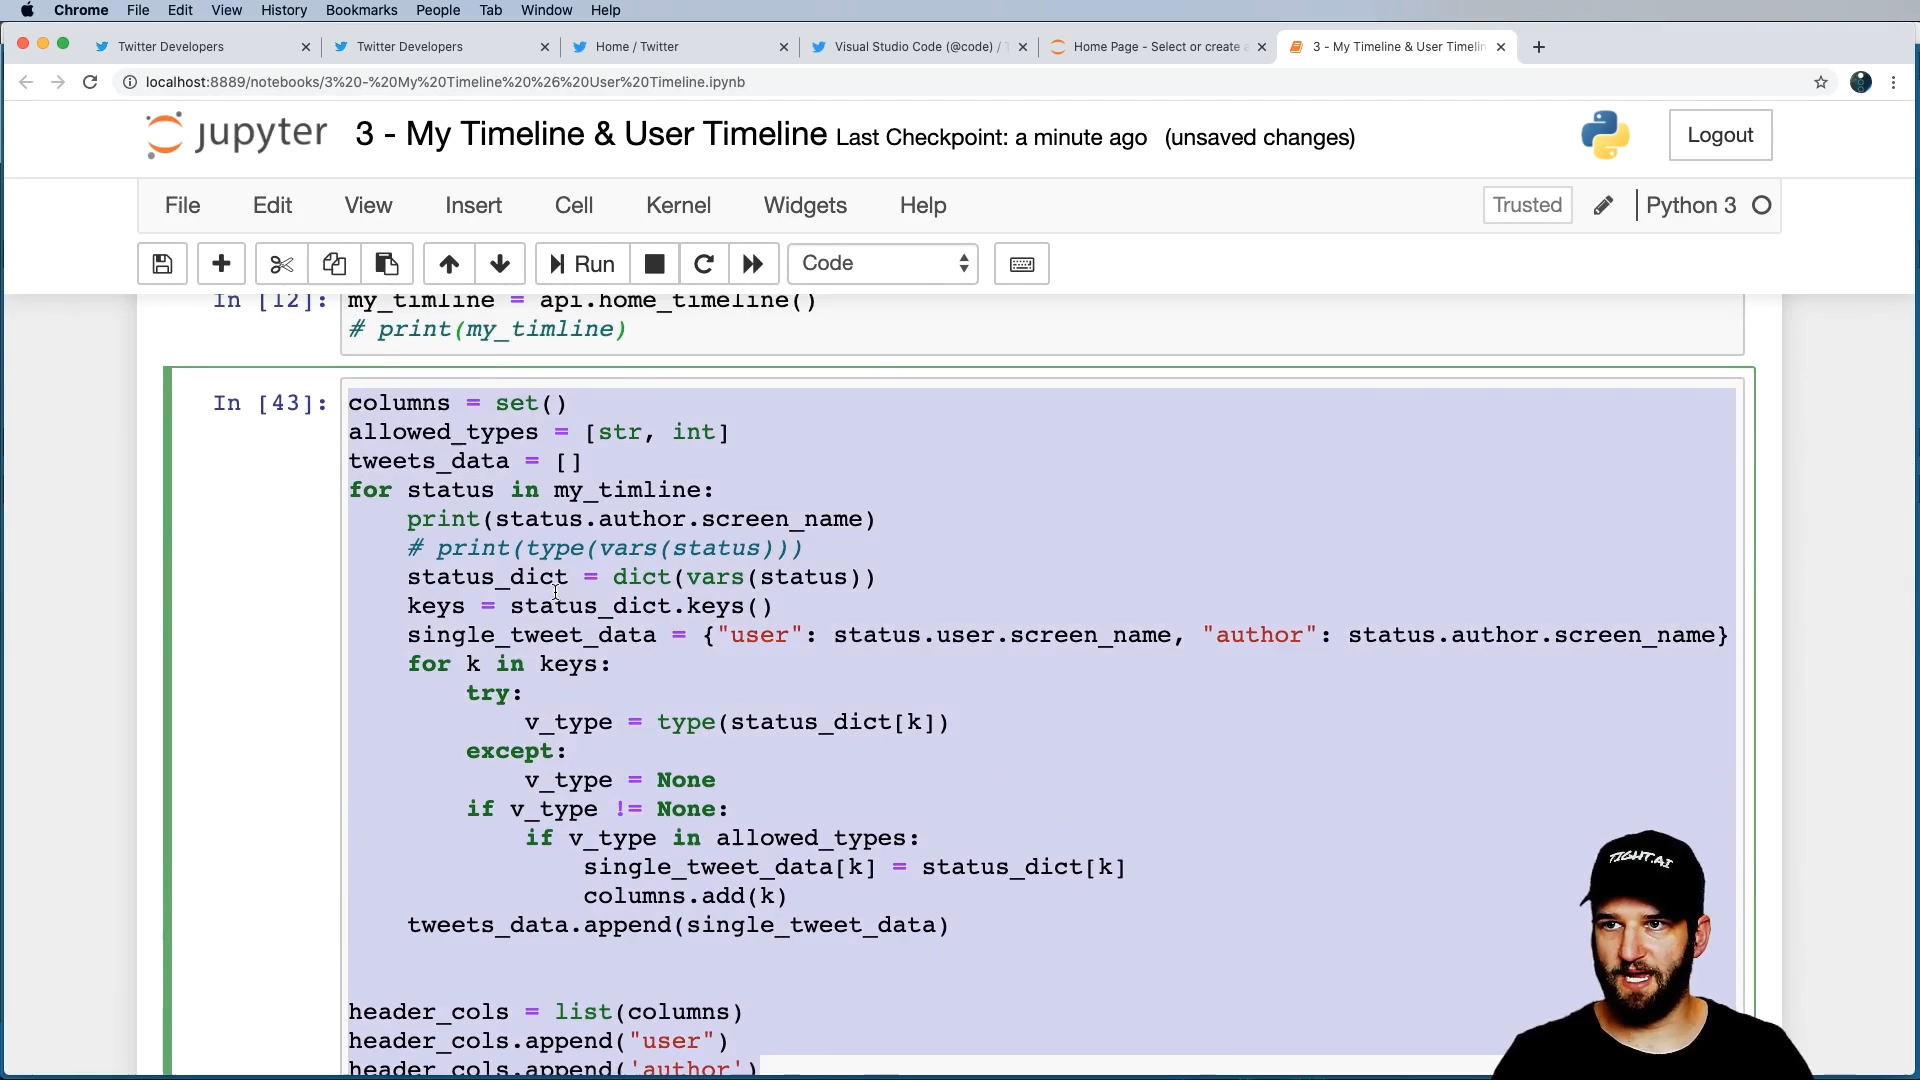 Chrome File Edit View History Bookmarks People Tab Window Help
Twitter Developers Twitter Developers Home / Twitter Visual Studio Code (@code) / Home Page - Select or create 3 - My Timeline & User Timelin
localhost:8889/notebooks/3%20-%20My%20Timeline%20%26%20User%20Timeline.ipynb
jupyter 3 - My Timeline & User Timeline Last Checkpoint: a minute ago (unsaved changes) Logout
File Edit View Insert Cell Kernel Widgets Help Trusted Python 3
Run Code
In [12]: my_timline = api.home_timeline()
# print(my_timline)
In [43]: columns = set()
allowed_types = [str, int]
tweets_data = []
for status in my_timline:
    print(status.author.screen_name)
    # print(type(vars(status)))
    status_dict = dict(vars(status))
    keys = status_dict.keys()
    single_tweet_data = {"user": status.user.screen_name, "author": status.author.screen_name}
    for k in keys:
        try:
            v_type = type(status_dict[k])
        except:
            v_type = None
        if v_type != None:
            if v_type in allowed_types:
                single_tweet_data[k] = status_dict[k]
                columns.add(k)
    tweets_data.append(single_tweet_data)
header_cols = list(columns)
header_cols.append("user")
header_cols.append('author')
TIGHT.AI